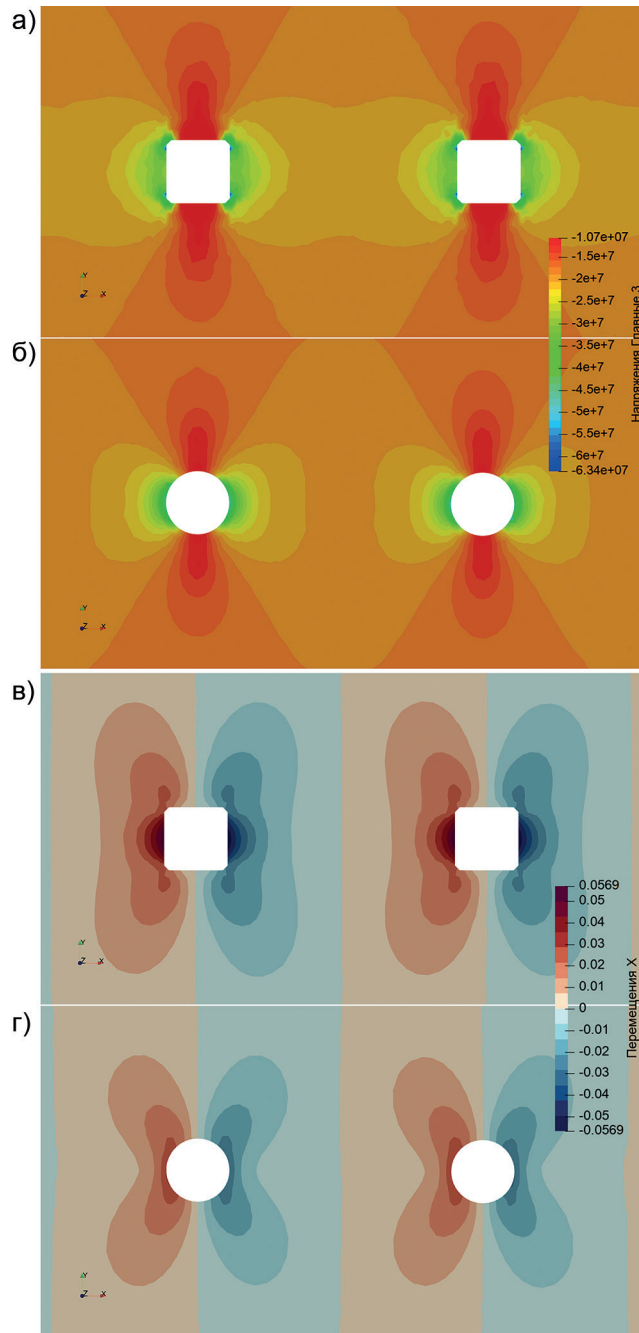 а)
Y
Z
X
-1.07e+07
-1.5e+7
-2e+7
-2.5e+7
-3e+7
-3.5e+7
-4e+7
-4.5e+7
-5e+7
-5.5e+7
-6e+7
-6.34e+07
Напряжения Главные 3
б)
Y
Z
X
в)
Y
Z
X
0.0569
0.05
0.04
0.03
0.02
0.01
0
-0.01
-0.02
-0.03
-0.04
-0.05
-0.0569
Перемещения X
г)
Y
Z
X